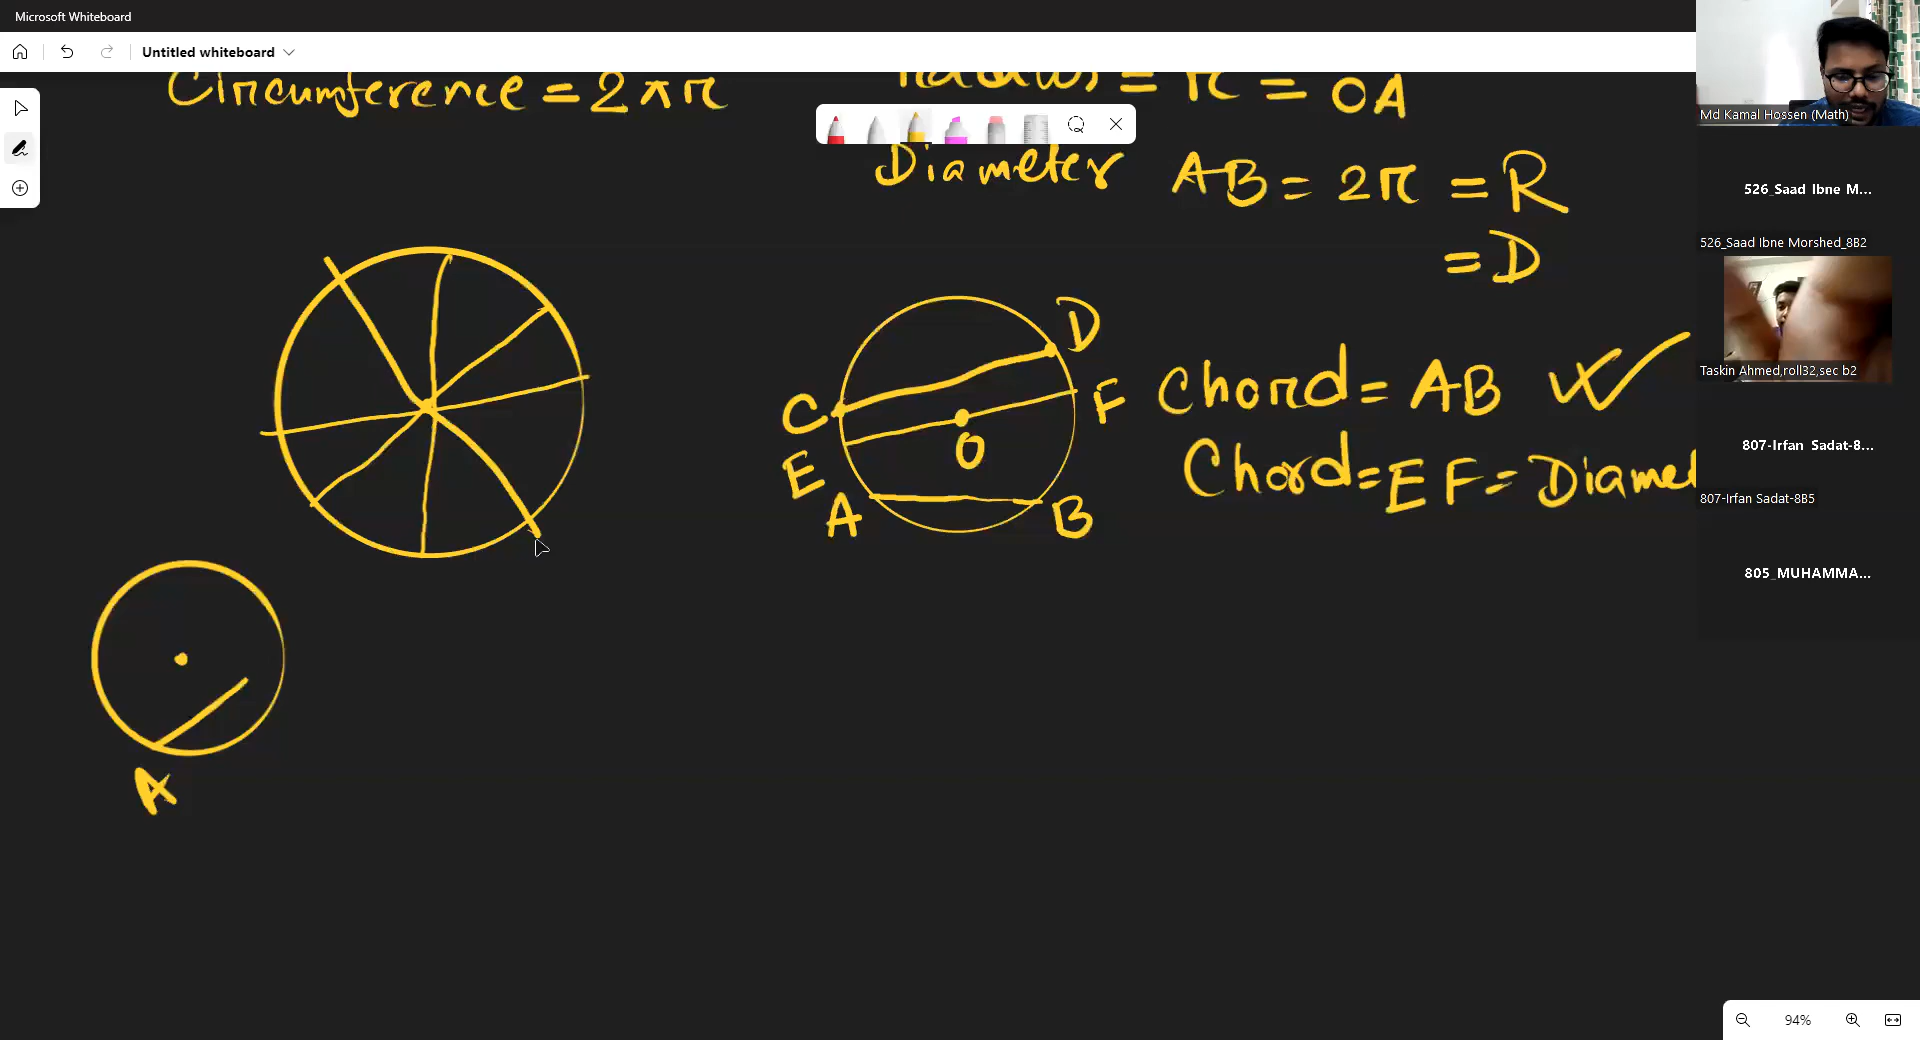 Microsoft Whiteboard
Untitled whiteboard
Circumference = 2πr
Radius = r = OA
Diameter AB = 2r = R
= D
D
C
F
O
E
A
B
Chord = AB
Chord = EF = Diame
A
Md Kamal Hossen (Math)
526_Saad Ibne M...
526_Saad Ibne Morshed_8B2
Taskin Ahmed,roll32,sec b2
807-Irfan Sadat-8...
807-Irfan Sadat-8B5
805_MUHAMMA...
94%